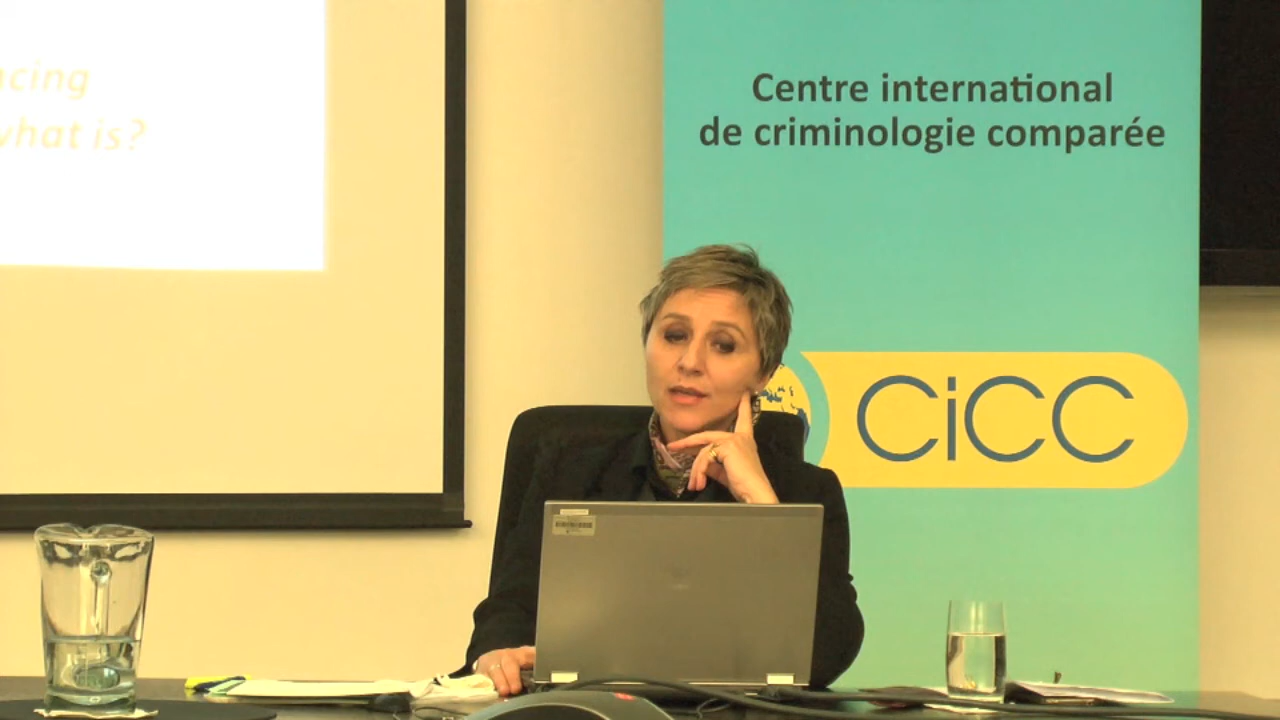 acing
what is?
Centre international
de criminologie comparée
CiCC